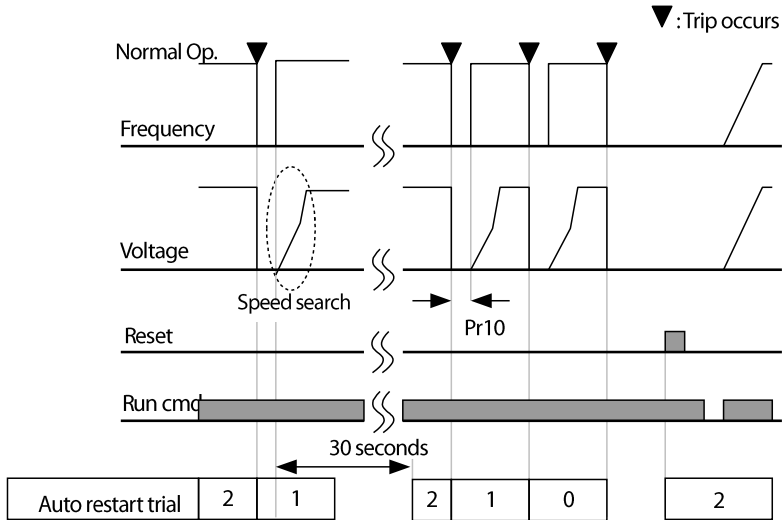 ▼ : Trip occurs
Normal Op.
Frequency
Voltage
Speed search
Pr10
Reset
Run cmd
30 seconds
Auto restart trial 2 1 2 1 0 2